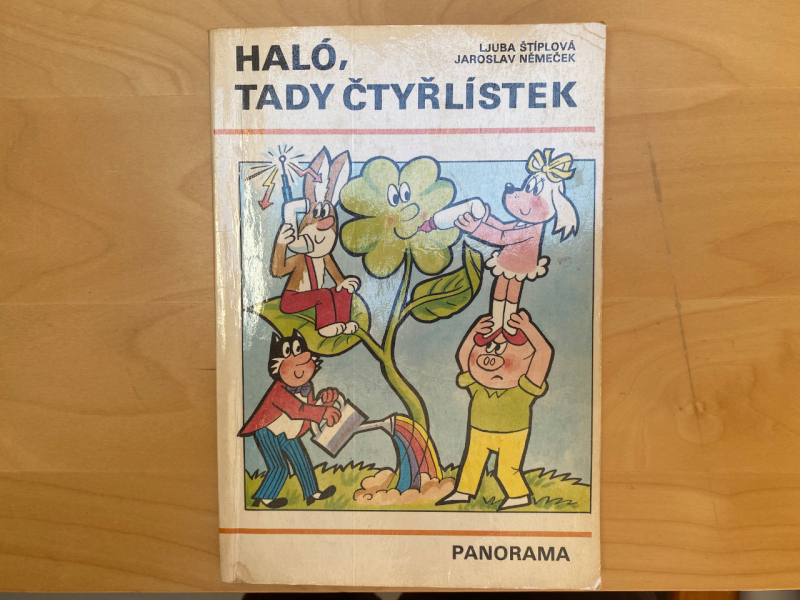 LJUBA ŠTÍPLOVÁ
JAROSLAV NĚMEČEK
HALÓ,
TADY ČTYŘLÍSTEK
PANORAMA